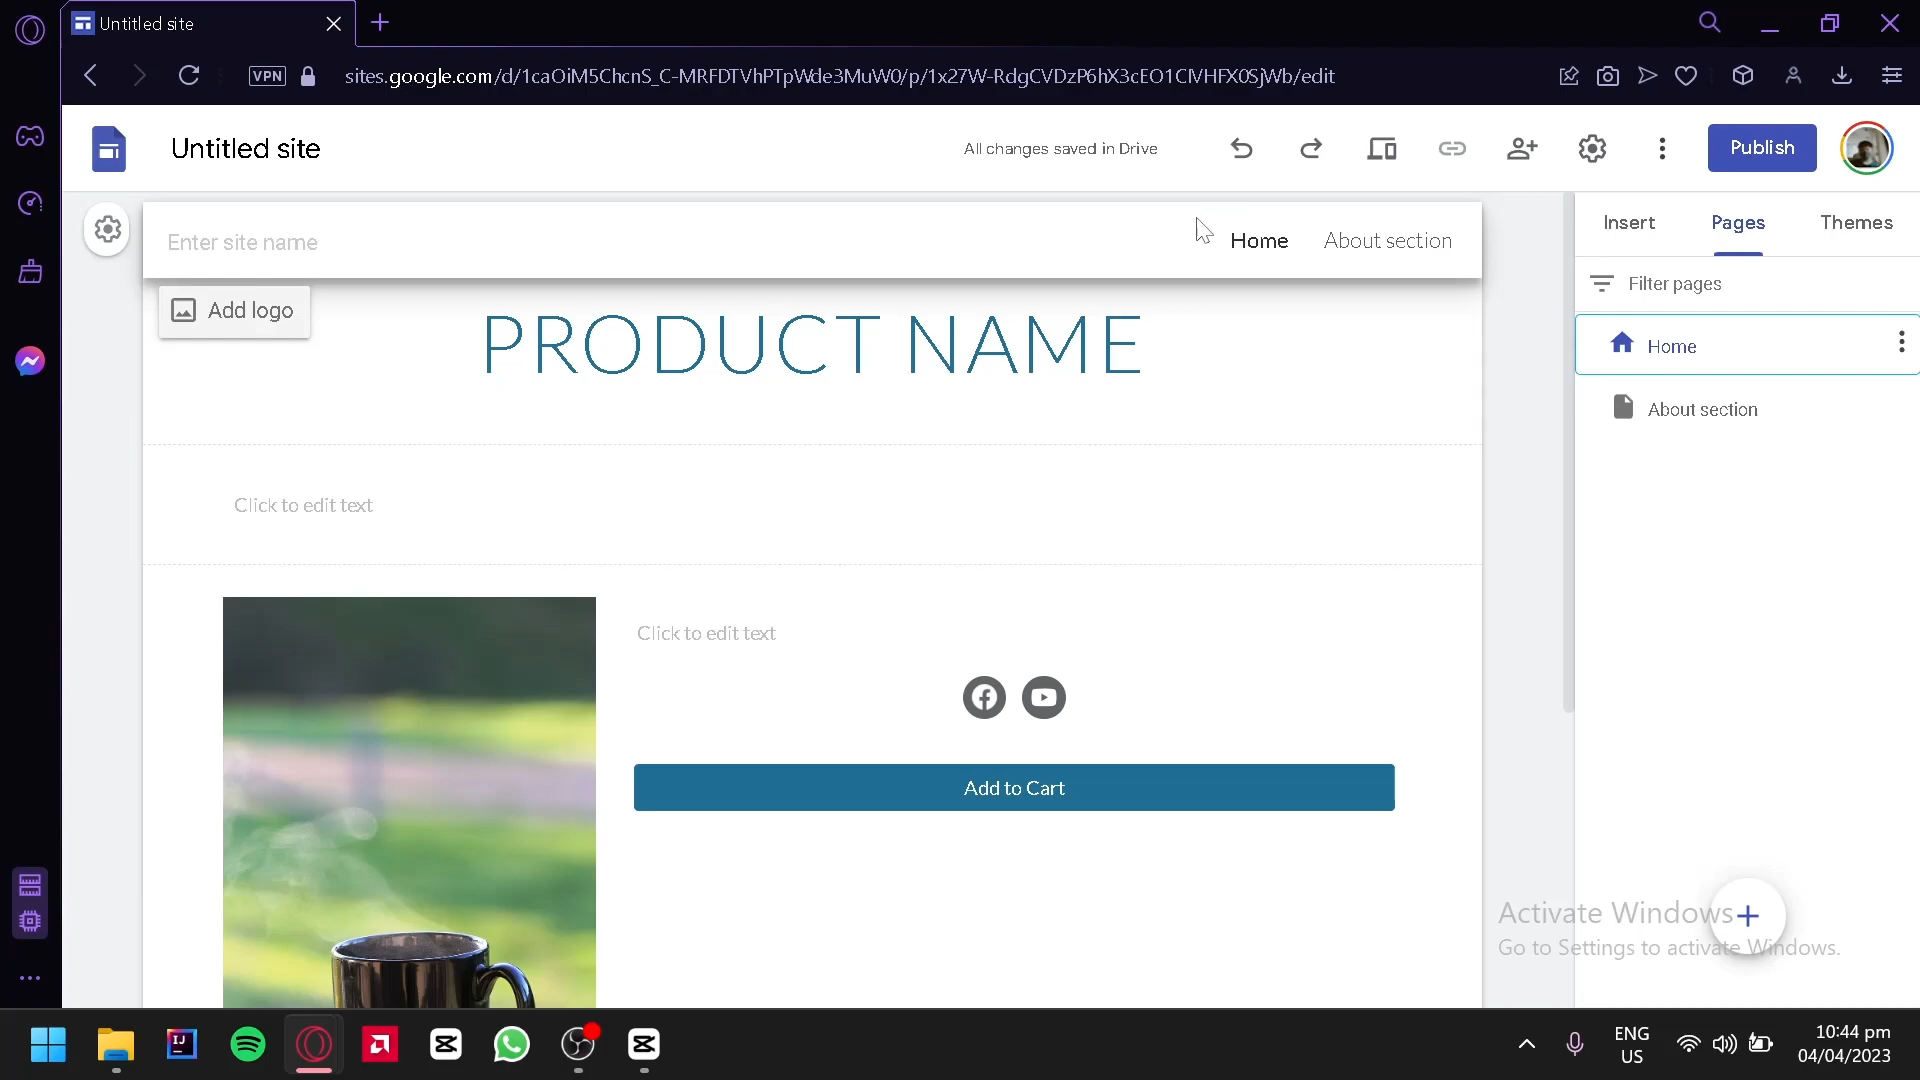 Untitled site
VPN
sites.google.com/d/1caOiM5ChcnS_C-MRFDTVhPTpWde3MuW0/p/1x27W-RdgCVDzP6hX3cEO1ClVHFX0SjWb/edit
Untitled site
All changes saved in Drive
Publish
Enter site name
Home
About section
Insert
Pages
Themes
Filter pages
Add logo
PRODUCT NAME
Home
About section
Click to edit text
Click to edit text
Add to Cart
Activate Windows
Go to Settings to activate Windows.
IJ
ENG
US
10:44 pm
04/04/2023